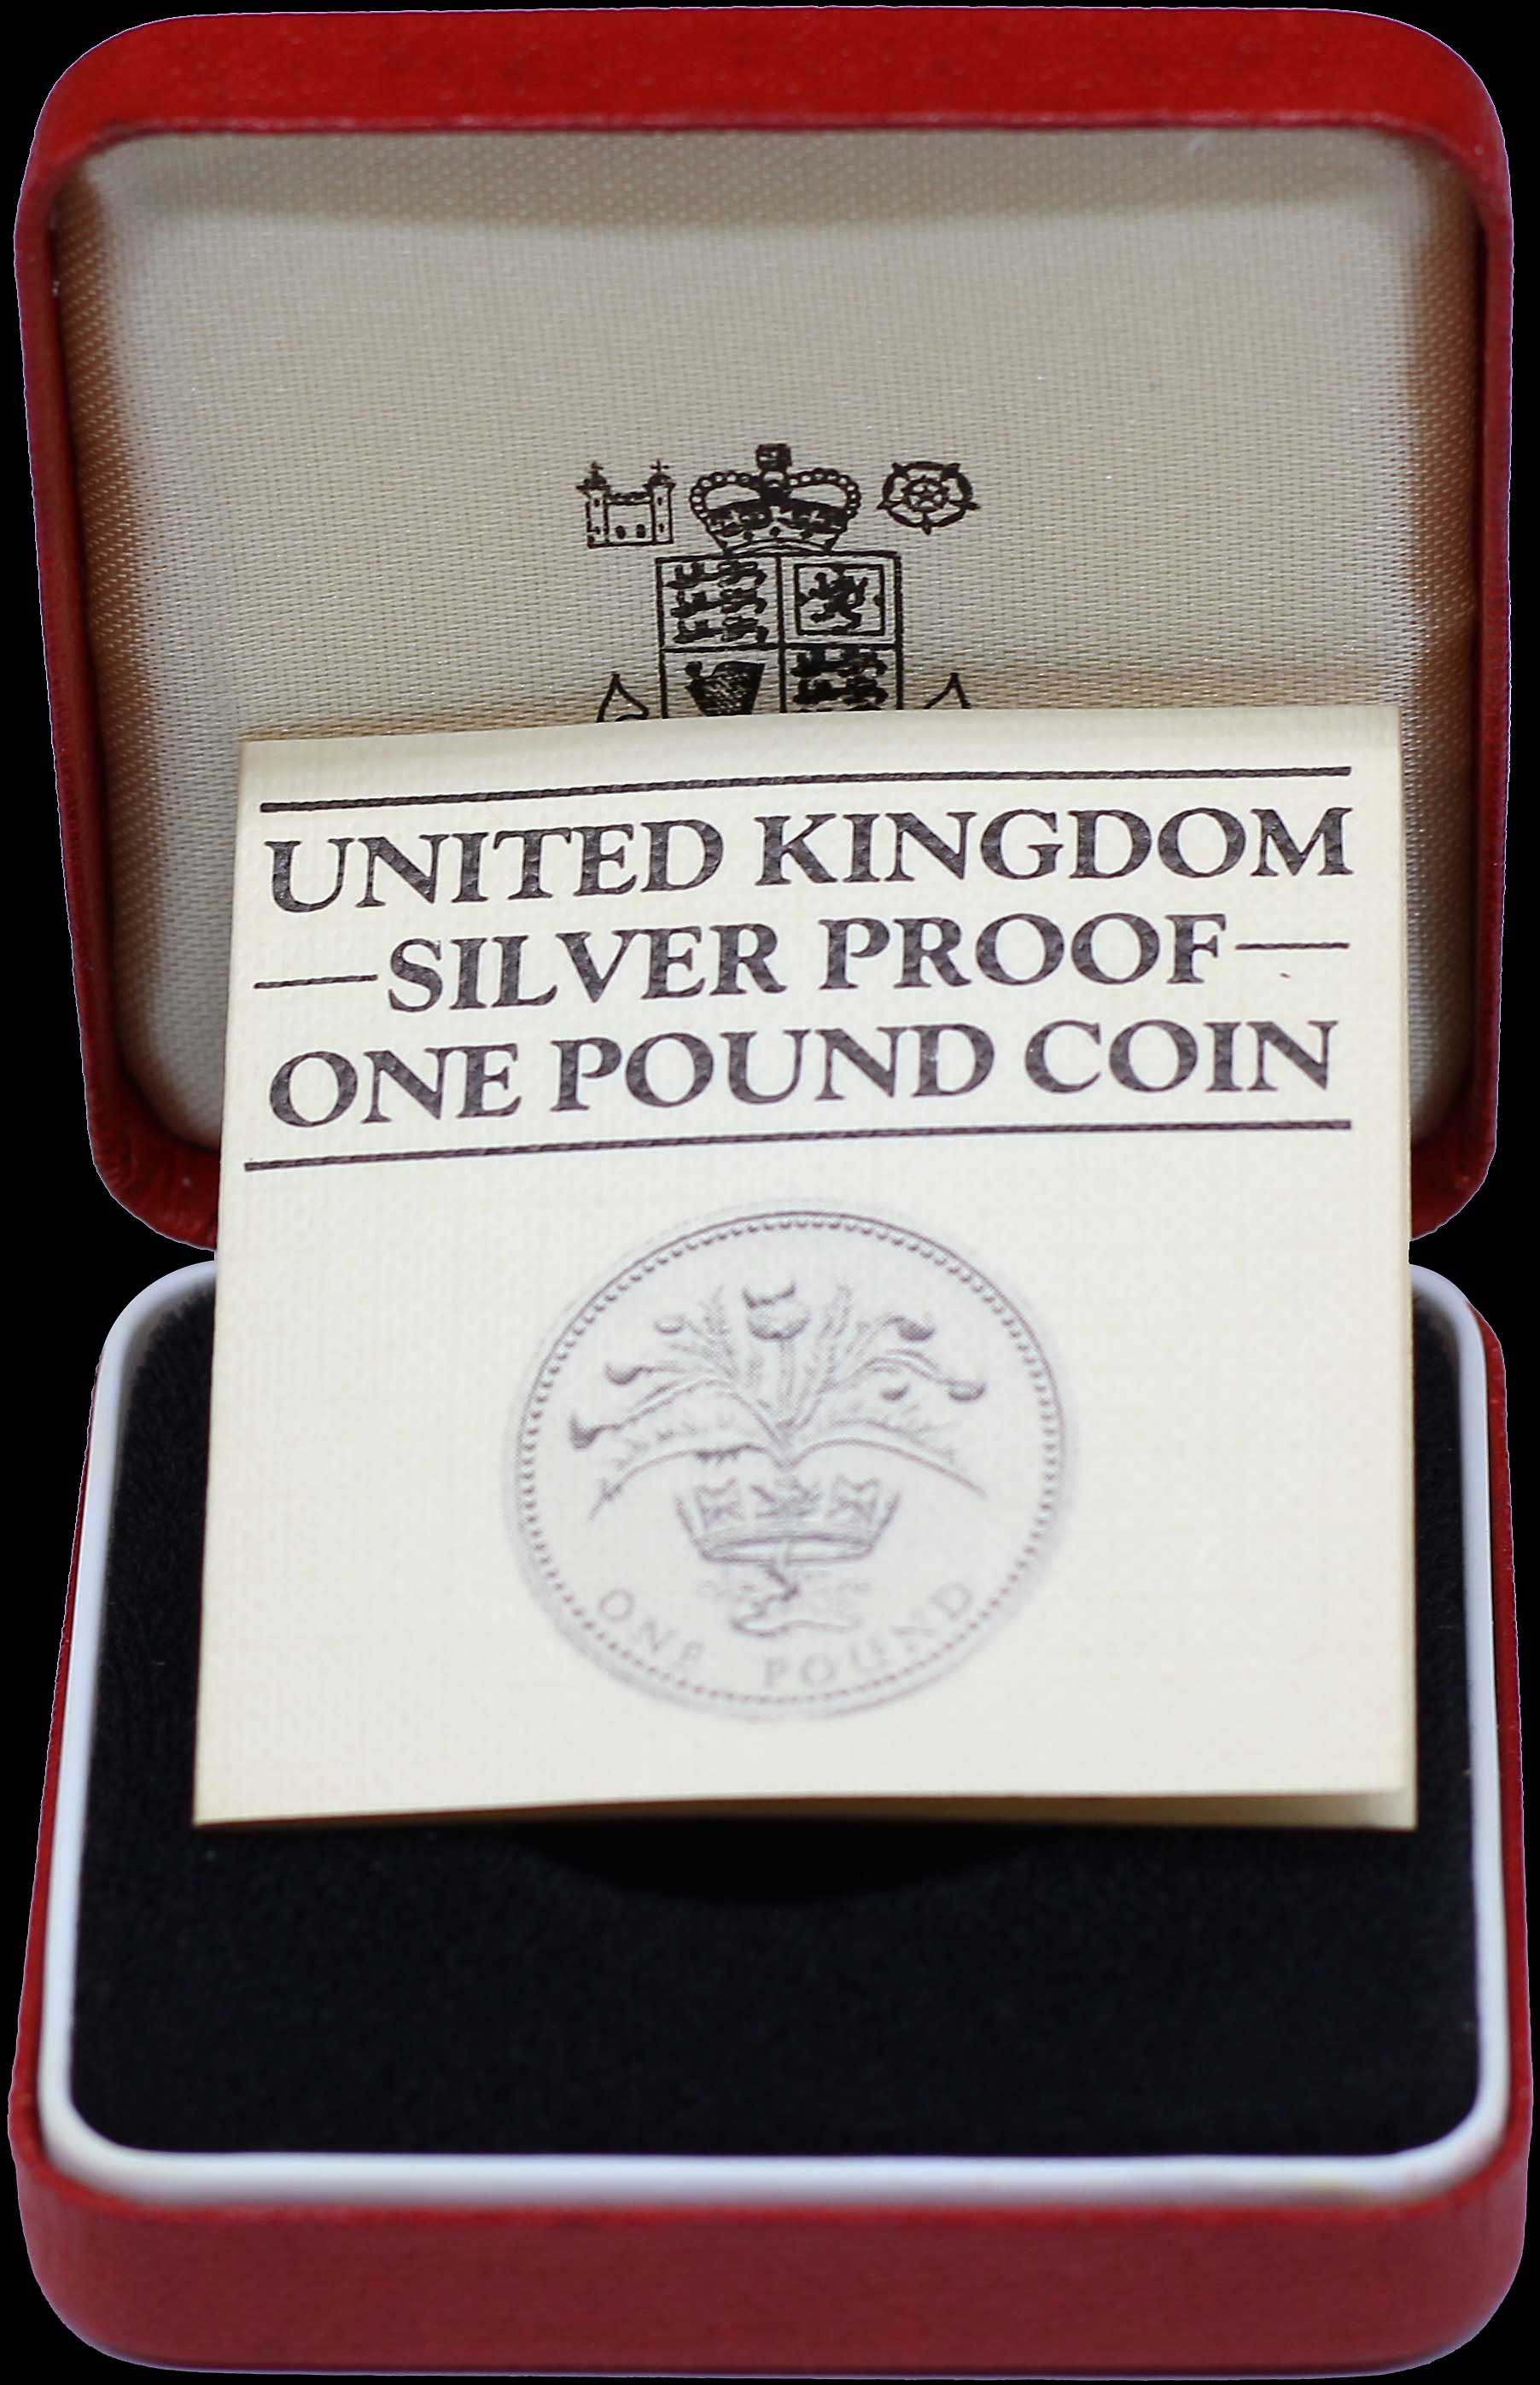 UNITED KINGDOM
SILVER PROOF
ONE POUND COIN
ONE POUND